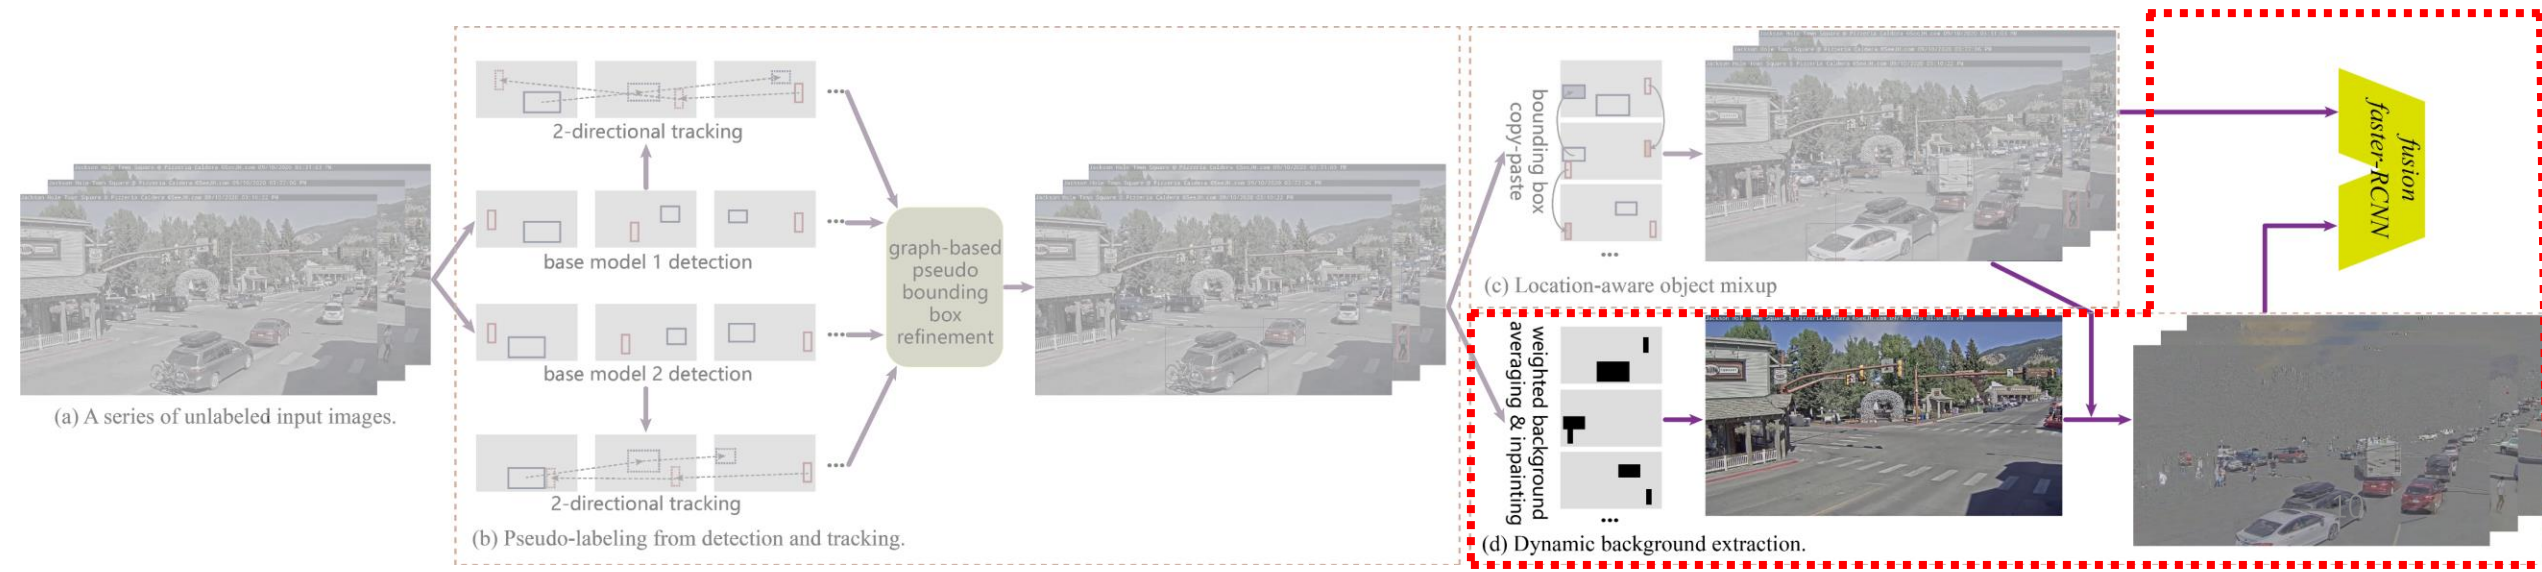 (a) A series of unlabeled input images.
2-directional tracking
base model 1 detection
base model 2 detection
2-directional tracking
...
...
...
...
graph-based
pseudo
bounding
box
refinement
(b) Pseudo-labeling from detection and tracking.
bounding box
copy-paste
...
(c) Location-aware object mixup
weighted background
averaging & inpainting
...
(d) Dynamic background extraction.
fusion
faster-RCNN